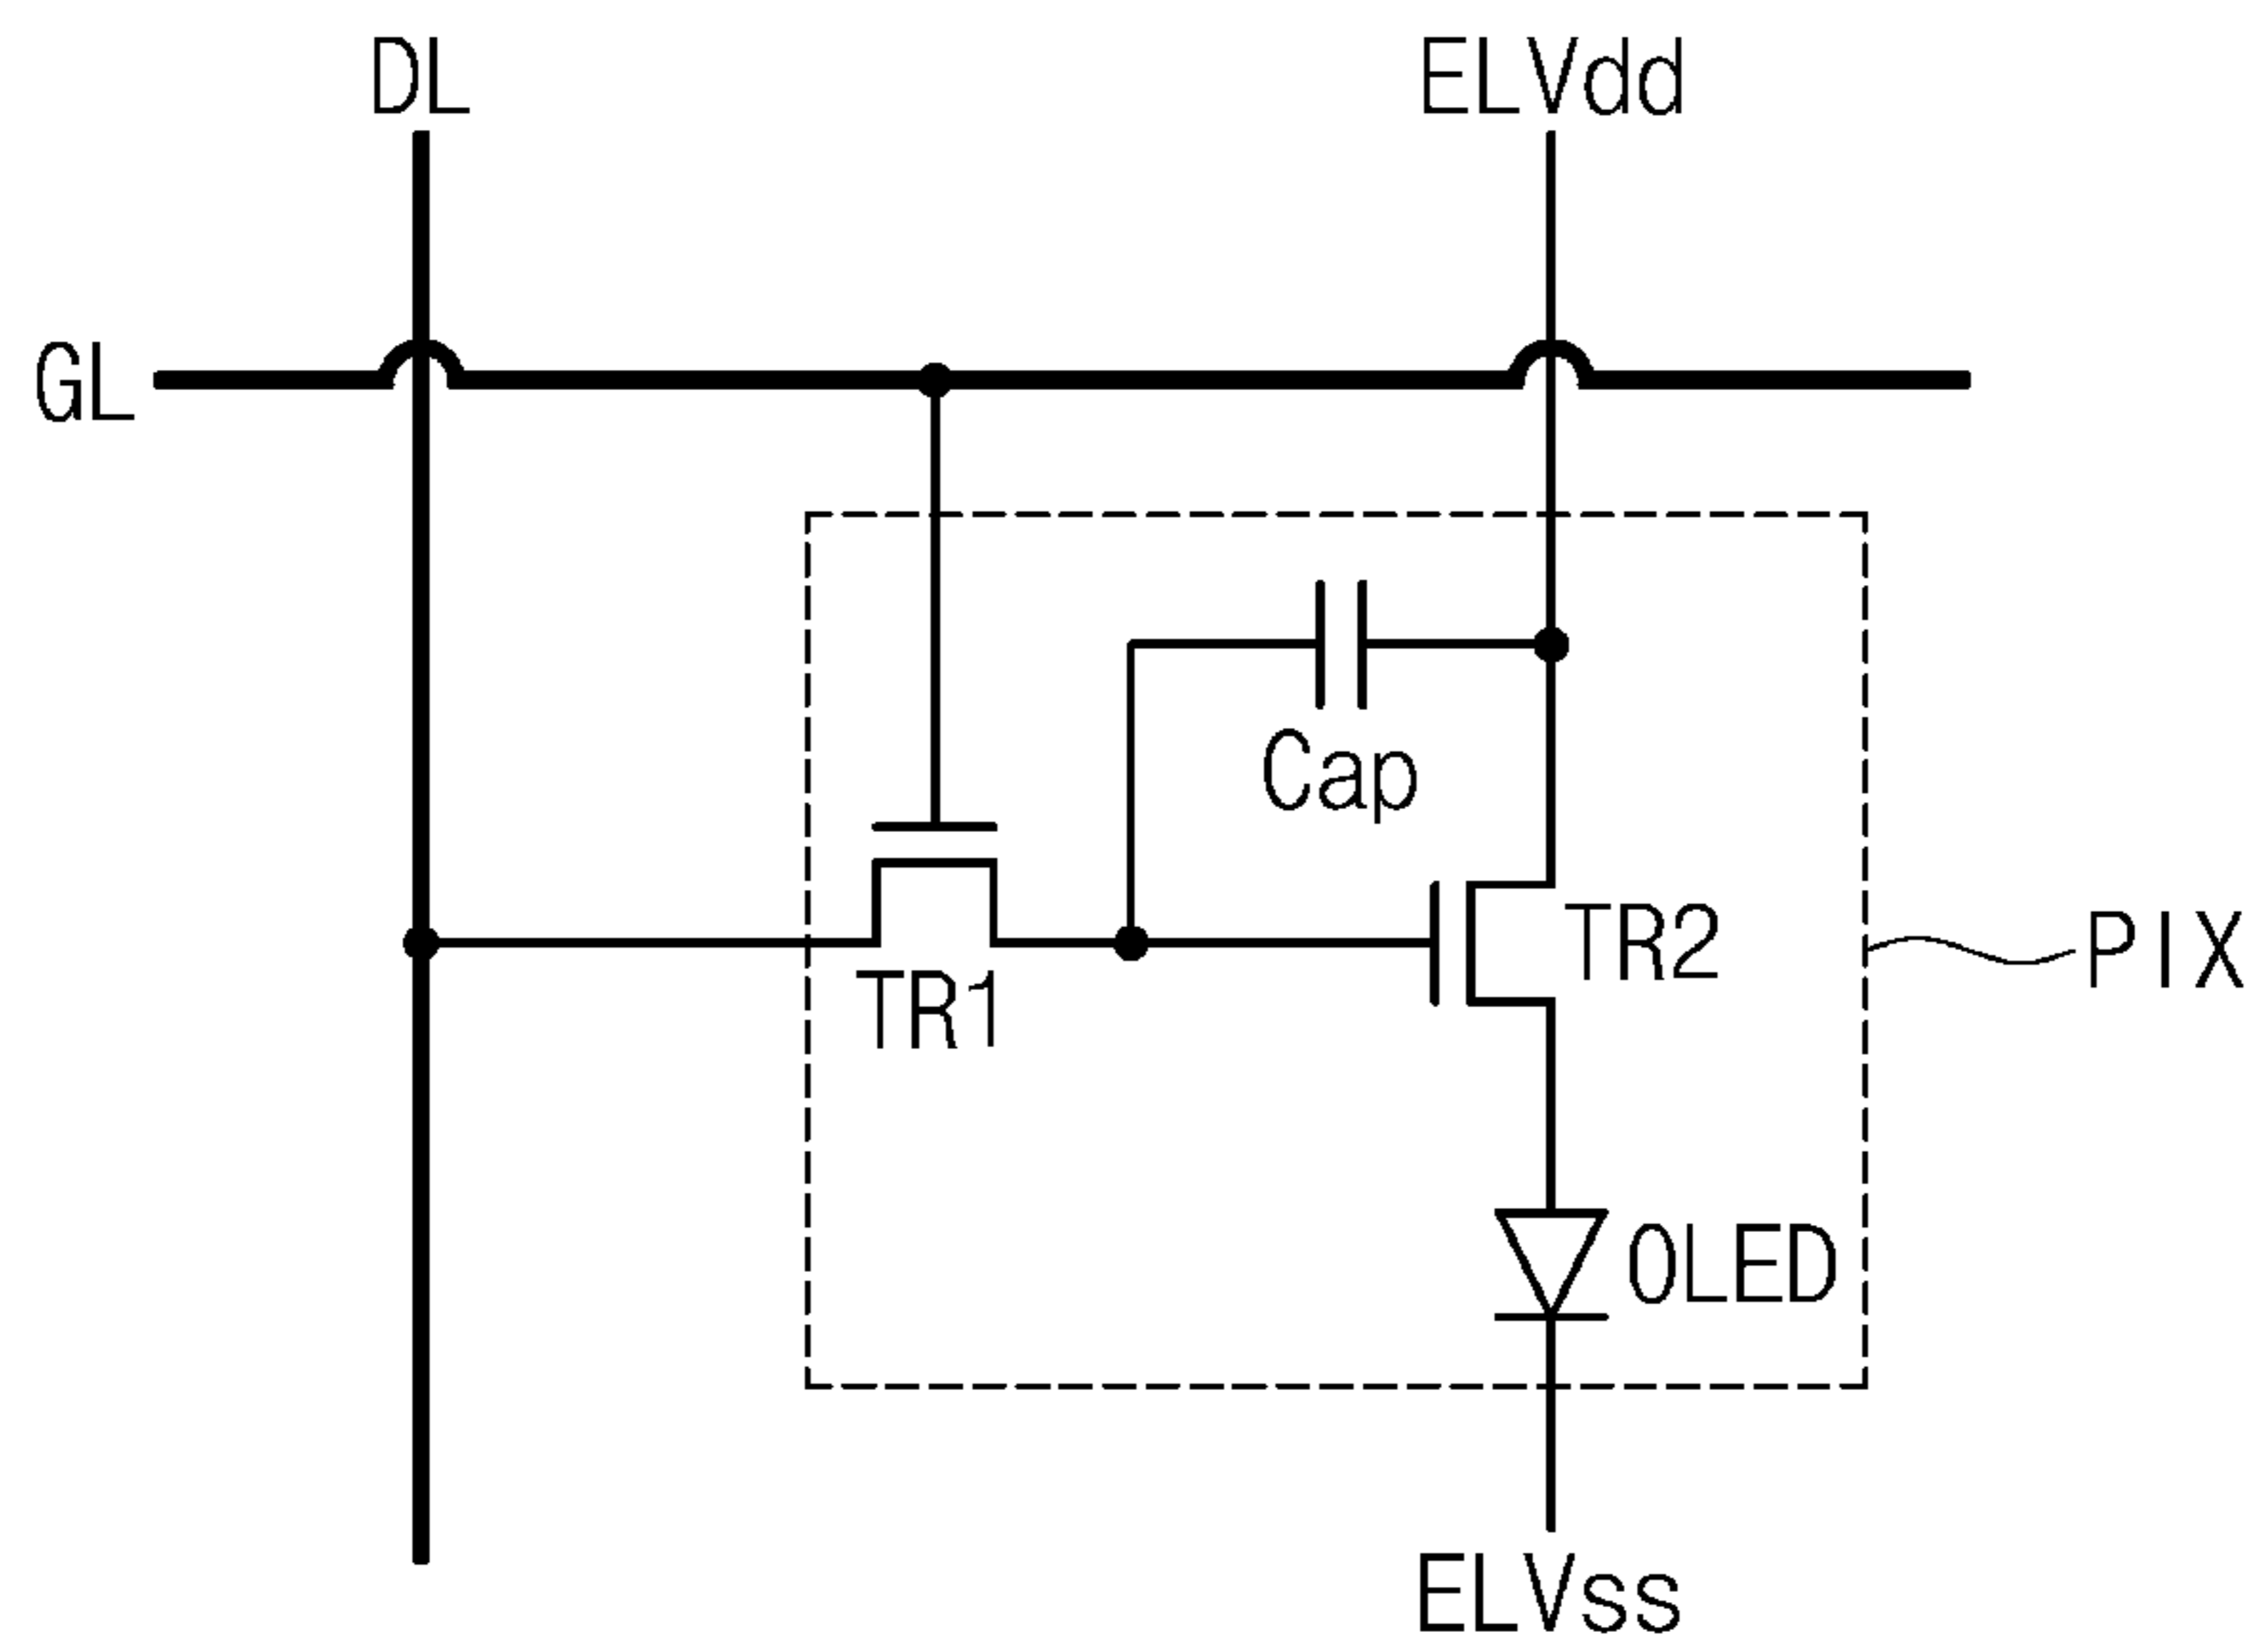 DL
ELVdd
GL
Cap
TR2
PIX
TR1
OLED
ELVss